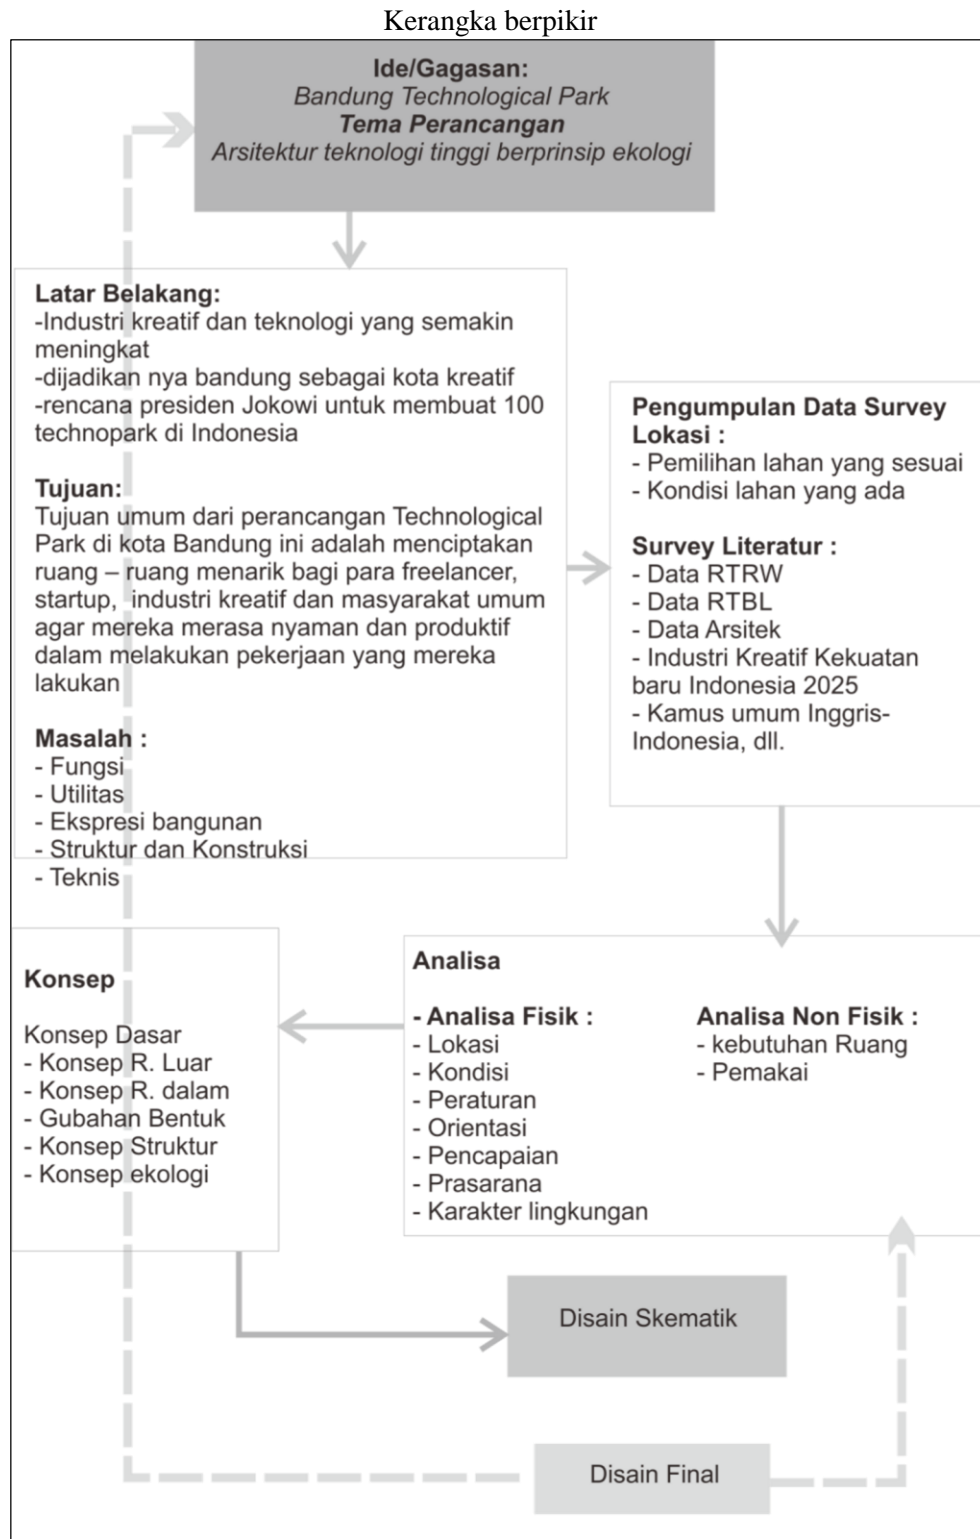 Kerangka berpikir
Ide/Gagasan:
Bandung Technological Park
Tema Perancangan
Arsitektur teknologi tinggi berprinsip ekologi
Latar Belakang:
-Industri kreatif dan teknologi yang semakin
meningkat
-dijadikan nya bandung sebagai kota kreatif
-rencana presiden Jokowi untuk membuat 100
technopark di Indonesia
Tujuan:
Tujuan umum dari perancangan Technological
Park di kota Bandung ini adalah menciptakan
ruang – ruang menarik bagi para freelancer,
startup,  industri kreatif dan masyarakat umum
agar mereka merasa nyaman dan produktif
dalam melakukan pekerjaan yang mereka
lakukan
Masalah :
- Fungsi
- Utilitas
- Ekspresi bangunan
- Struktur dan Konstruksi
- Teknis
Pengumpulan Data Survey
Lokasi :
- Pemilihan lahan yang sesuai
- Kondisi lahan yang ada
Survey Literatur :
- Data RTRW
- Data RTBL
- Data Arsitek
- Industri Kreatif Kekuatan
baru Indonesia 2025
- Kamus umum Inggris-
Indonesia, dll.
Analisa
- Analisa Fisik :
- Lokasi
- Kondisi
- Peraturan
- Orientasi
- Pencapaian
- Prasarana
- Karakter lingkungan
Analisa Non Fisik :
- kebutuhan Ruang
- Pemakai
Konsep
Konsep Dasar
- Konsep R. Luar
- Konsep R. dalam
- Gubahan Bentuk
- Konsep Struktur
- Konsep ekologi
Disain Skematik
Disain Final